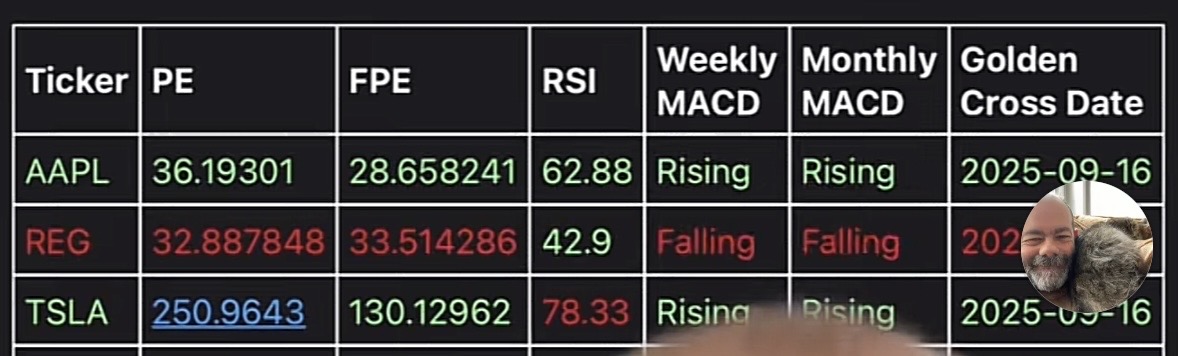 Ticker PE FPE RSI Weekly MACD Monthly MACD Golden Cross Date
AAPL 36.19301 28.658241 62.88 Rising Rising 2025-09-16
REG 32.887848 33.514286 42.9 Falling Falling 202
TSLA 250.9643 130.12962 78.33 Rising Rising 2025-09-16